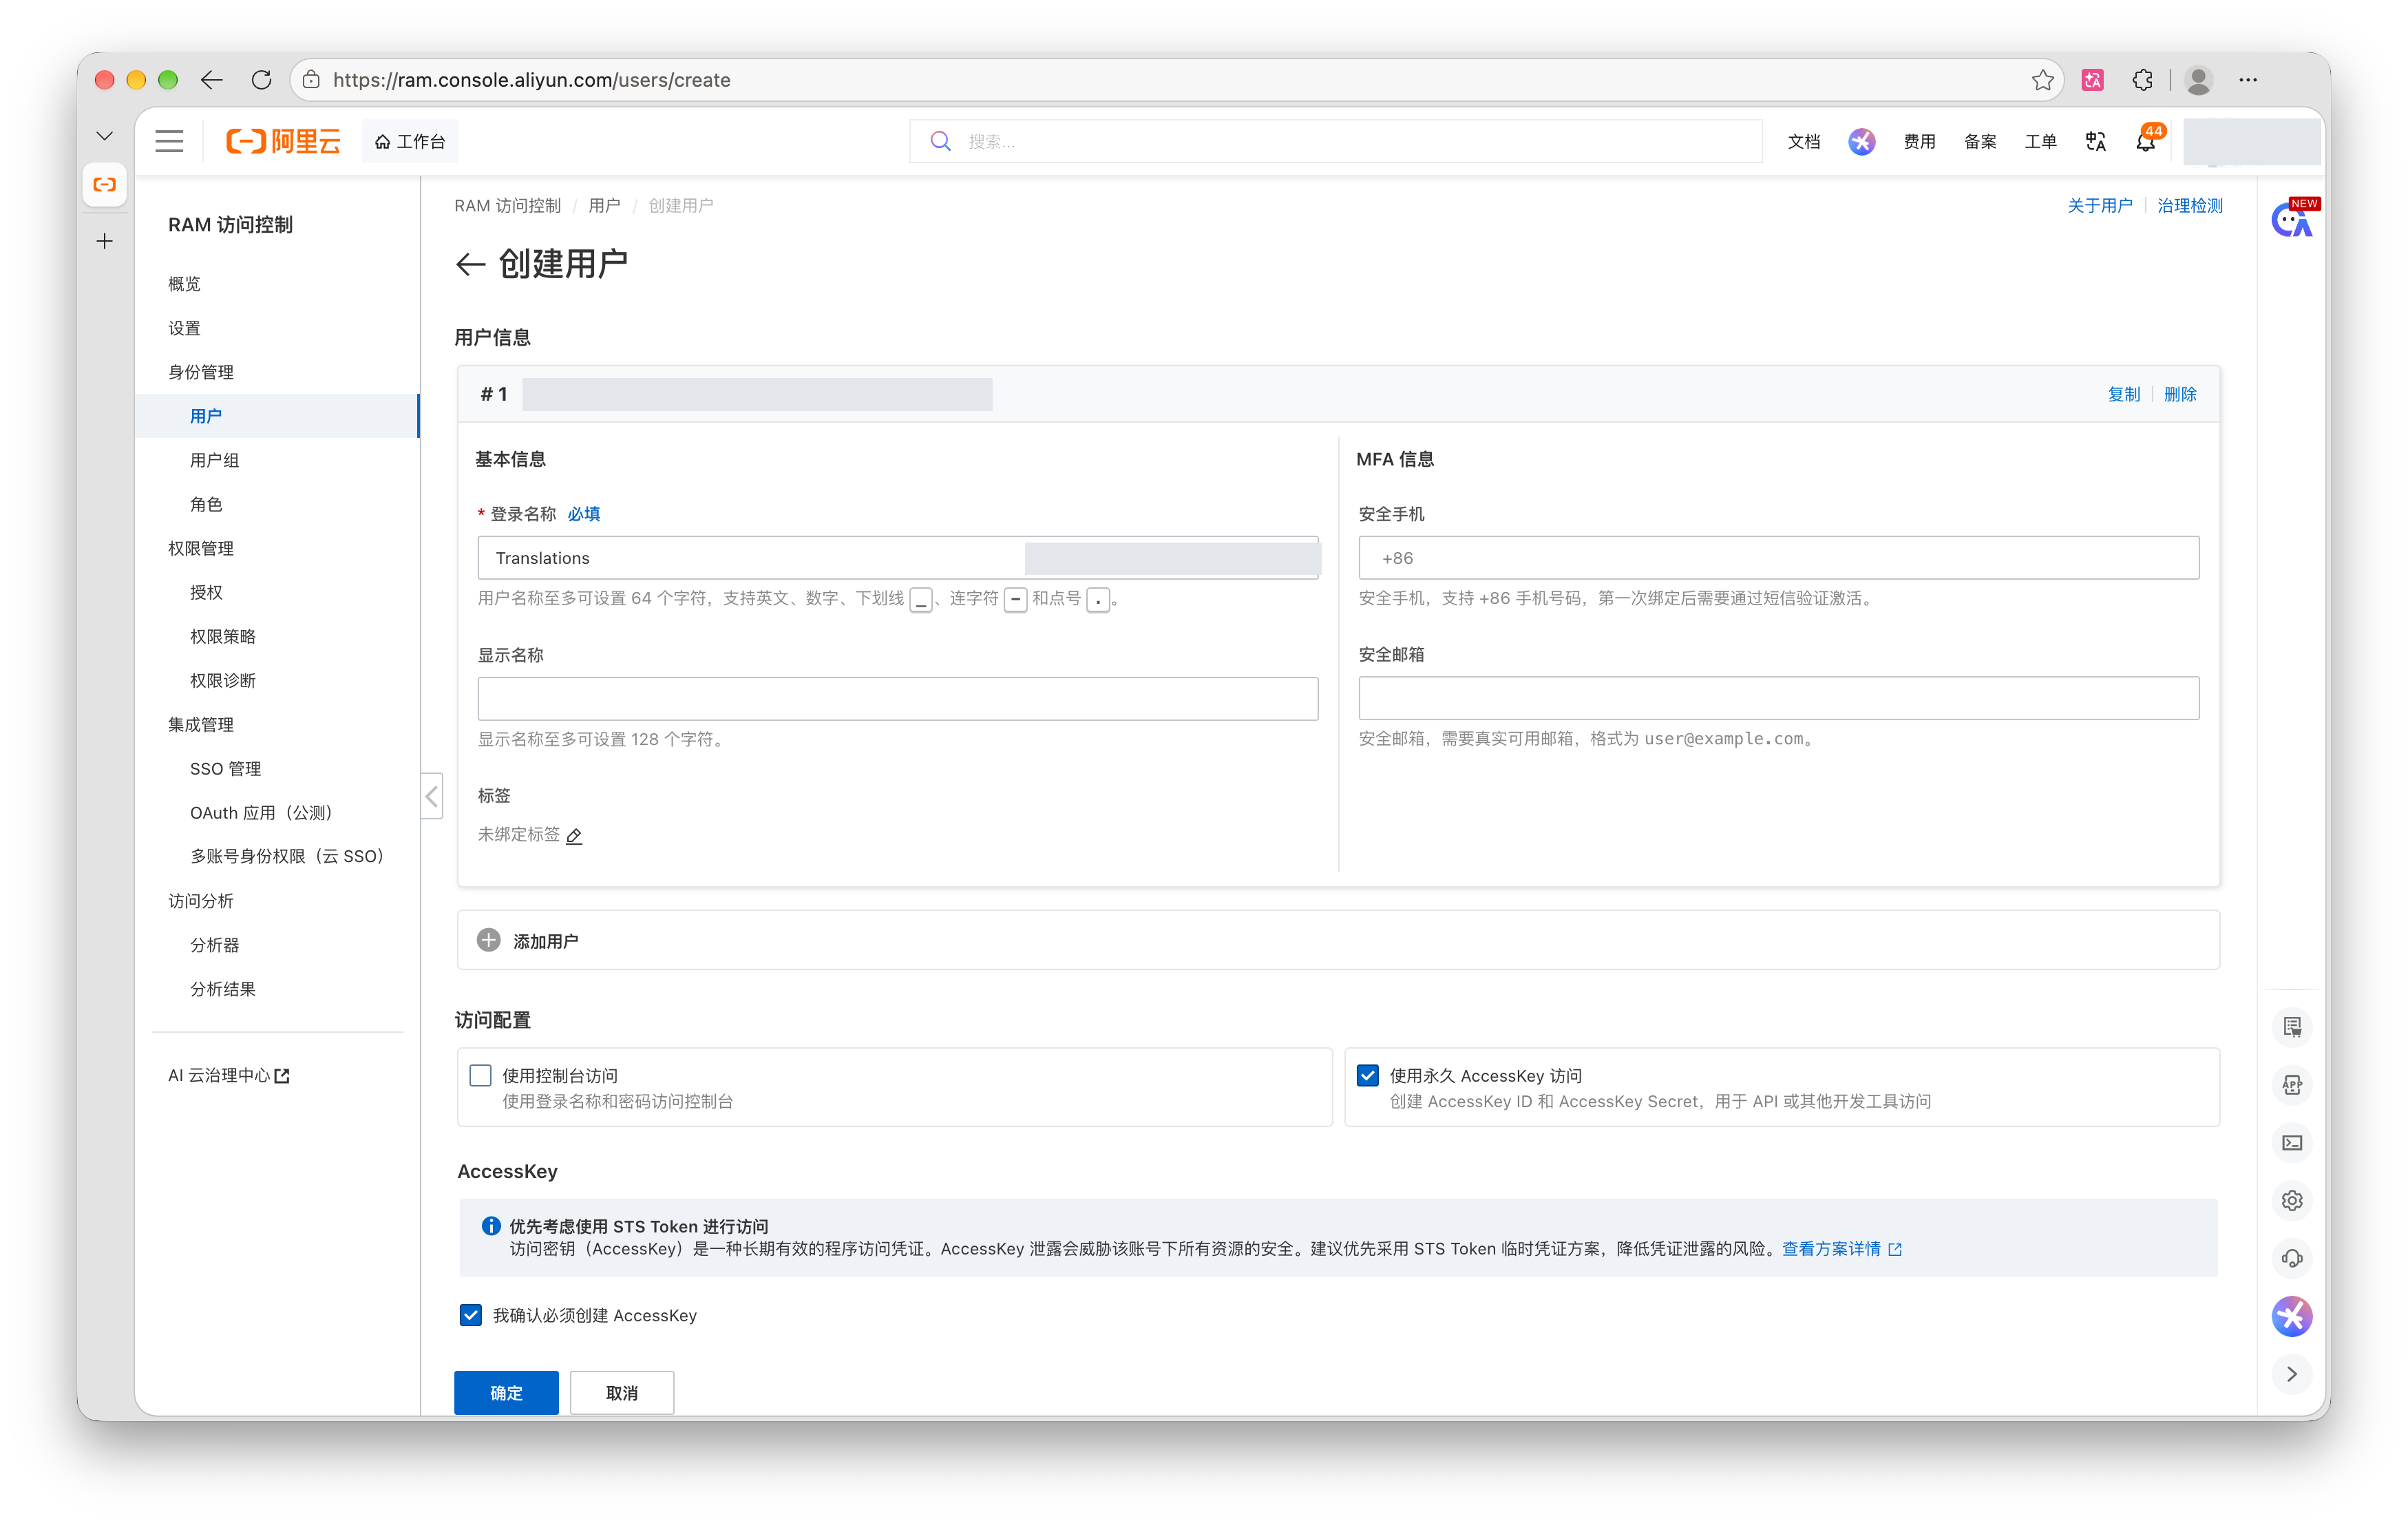 https://ram.console.aliyun.com/users/create
阿里云
工作台
搜索...
文档
费用
备案
工单
44
RAM 访问控制
概览
设置
身份管理
用户
用户组
角色
权限管理
授权
权限策略
权限诊断
集成管理
SSO 管理
OAuth 应用（公测）
多账号身份权限（云 SSO）
访问分析
分析器
分析结果
AI 云治理中心
RAM 访问控制 / 用户 / 创建用户
关于用户
治理检测
NEW
创建用户
用户信息
# 1
复制
删除
基本信息
* 登录名称 必填
Translations
用户名称至多可设置 64 个字符，支持英文、数字、下划线 _ 、连字符 - 和点号 . 。
显示名称
显示名称至多可设置 128 个字符。
标签
未绑定标签
MFA 信息
安全手机
+86
安全手机，支持 +86 手机号码，第一次绑定后需要通过短信验证激活。
安全邮箱
安全邮箱，需要真实可用邮箱，格式为 user@example.com。
添加用户
访问配置
使用控制台访问
使用登录名称和密码访问控制台
使用永久 AccessKey 访问
创建 AccessKey ID 和 AccessKey Secret，用于 API 或其他开发工具访问
AccessKey
优先考虑使用 STS Token 进行访问
访问密钥（AccessKey）是一种长期有效的程序访问凭证。AccessKey 泄露会威胁该账号下所有资源的安全。建议优先采用 STS Token 临时凭证方案，降低凭证泄露的风险。查看方案详情
我确认必须创建 AccessKey
确定
取消
APP